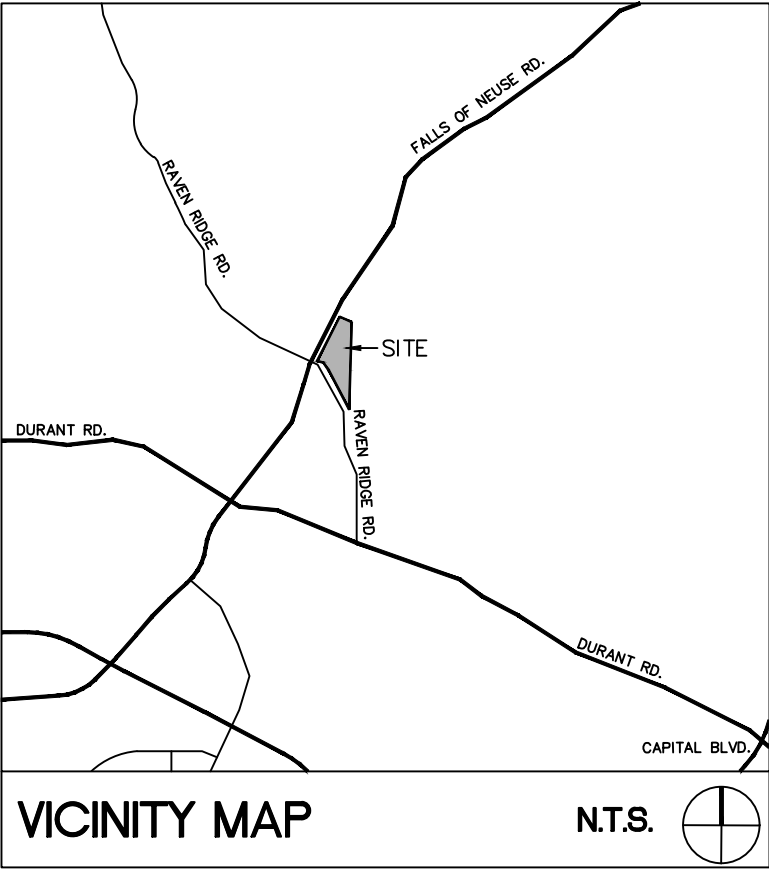 FALLS OF NEUSE RD.
RAVEN RIDGE RD.
SITE
DURANT RD.
RAVEN RIDGE RD.
DURANT RD.
CAPITAL BLVD.
VICINITY MAP
N.T.S.